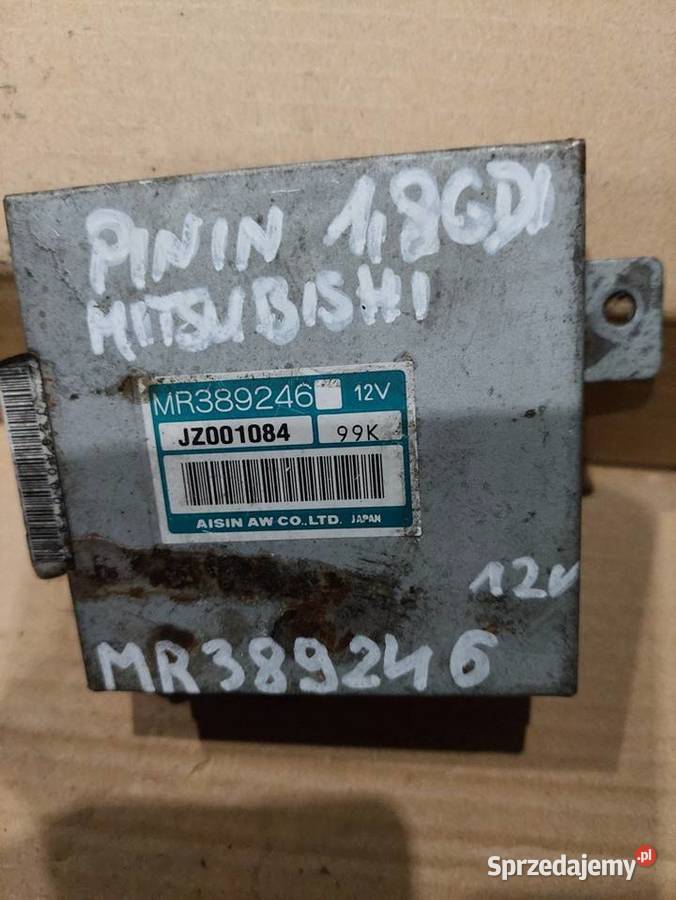 PININ 1,8GDI
MITSUBISHI
MR389246 12V
JZ001084 99K
AISIN AW CO.,LTD. JAPAN
12V
MR389246
Sprzedajemy.pl